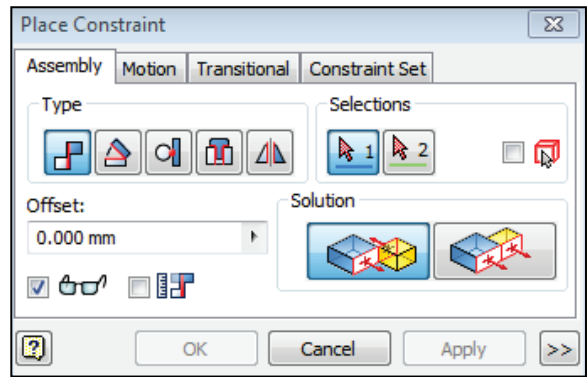 Place Constraint
Assembly Motion Transitional Constraint Set
Type Selections
1 2
Offset: Solution
0.000 mm
? OK Cancel Apply >>